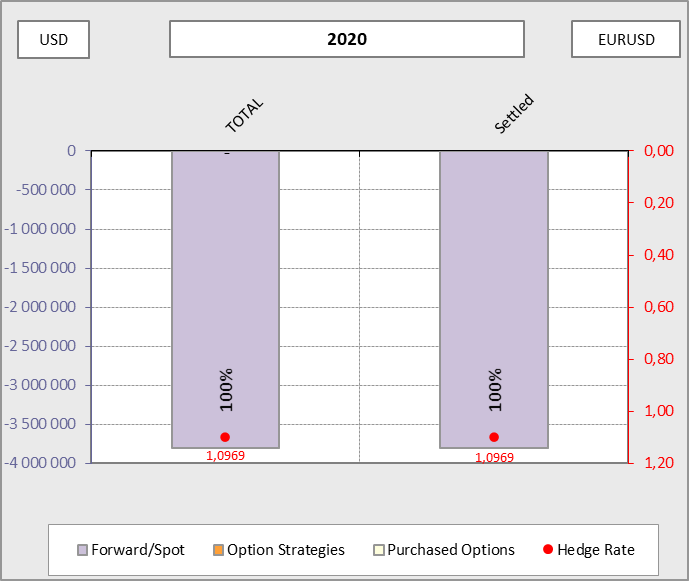 USD
2020
EURUSD
TOTAL
Settled
0
-500 000
-1 000 000
-1 500 000
-2 000 000
-2 500 000
-3 000 000
-3 500 000
-4 000 000
100%
100%
1,0969
1,0969
0,00
0,20
0,40
0,60
0,80
1,00
1,20
Forward/Spot
Option Strategies
Purchased Options
Hedge Rate